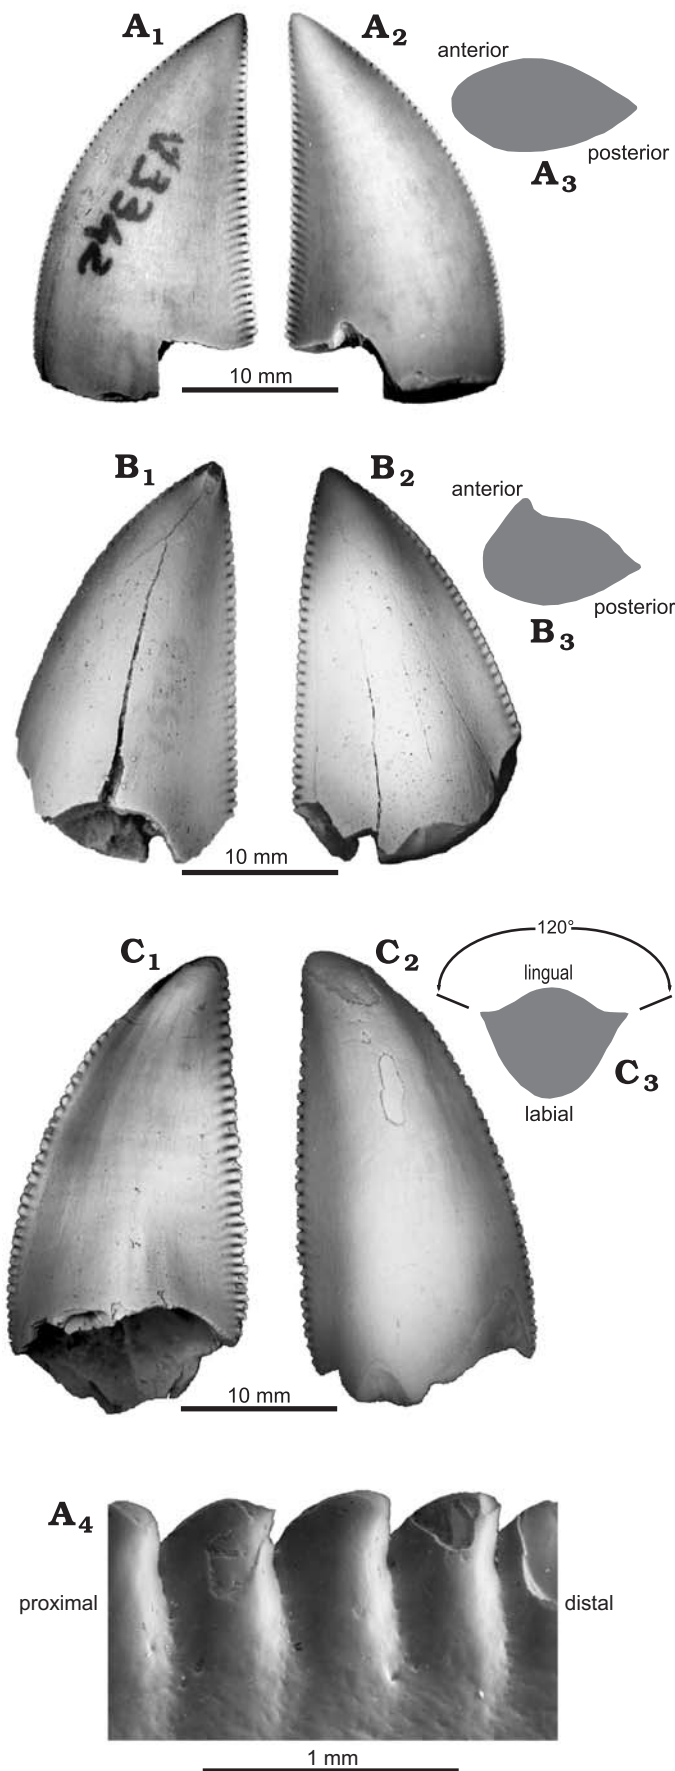 A1
A2
anterior
posterior
A3
V3342
10 mm
B1
B2
anterior
posterior
B3
10 mm
120°
C1
C2
lingual
C3
labial
10 mm
A4
proximal
distal
1 mm